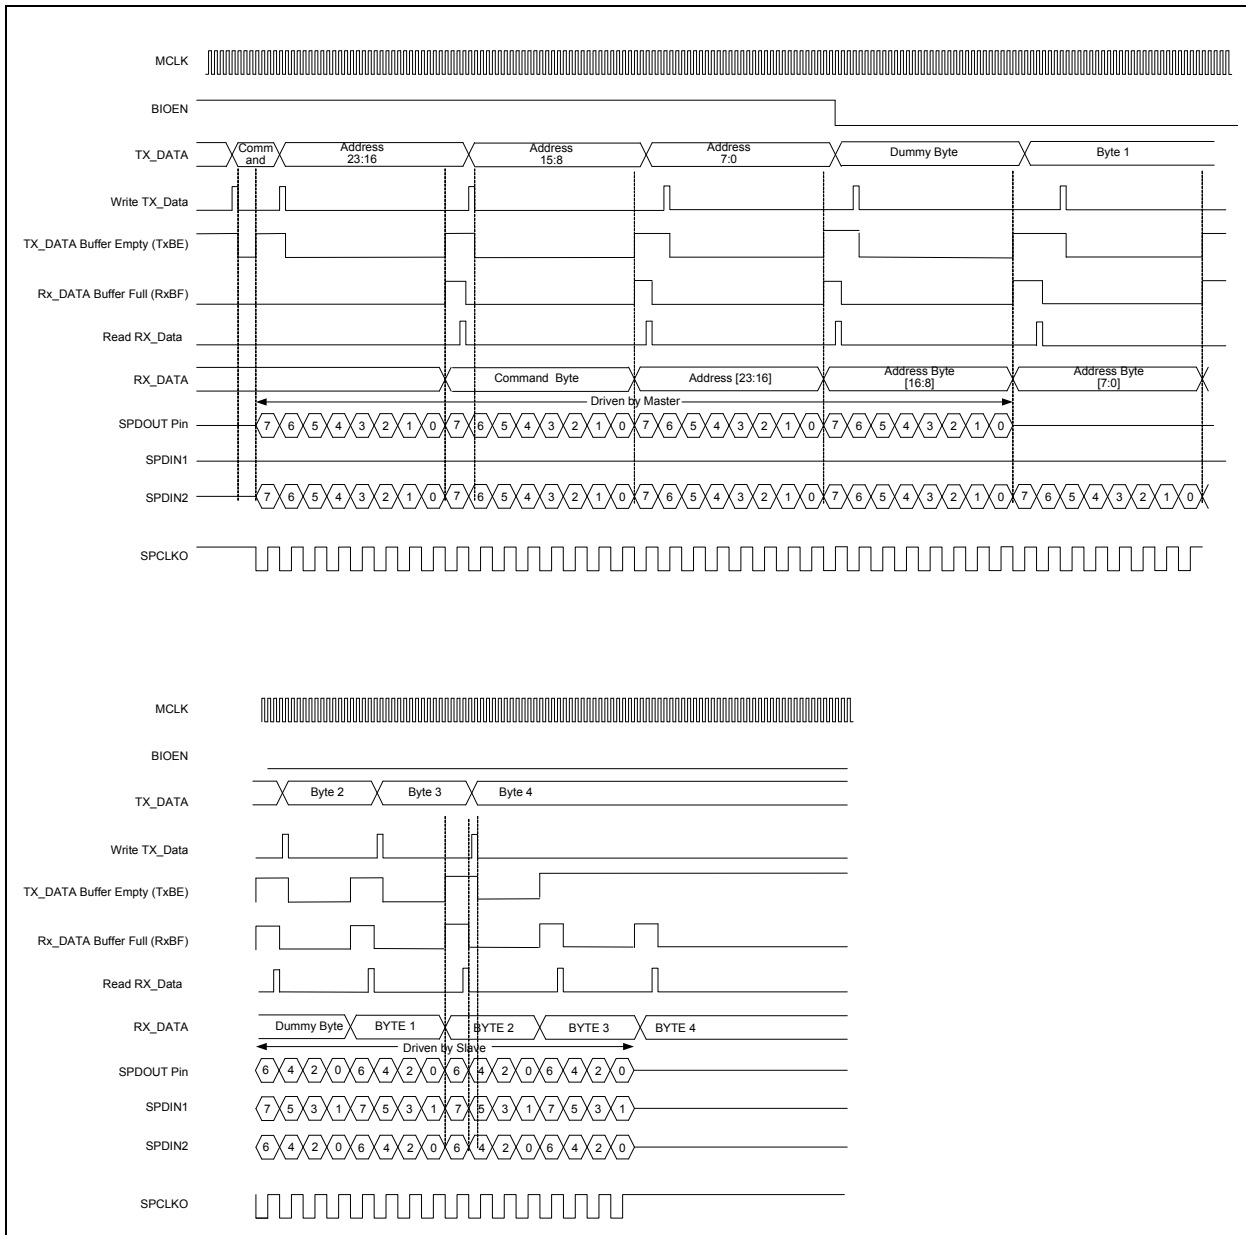 MCLK
BIOEN
TX_DATA
Comm
and
Address
23:16
Address
15:8
Address
7:0
Dummy Byte
Byte 1
Write TX_Data
TX_DATA Buffer Empty (TxBE)
Rx_DATA Buffer Full (RxBF)
Read RX_Data
RX_DATA
Command Byte
Address [23:16]
Address Byte
[16:8]
Address Byte
[7:0]
Driven by Master
SPDOUT Pin
7 6 5 4 3 2 1 0 7 6 5 4 3 2 1 0 7 6 5 4 3 2 1 0 7 6 5 4 3 2 1 0
SPDIN1
SPDIN2
7 6 5 4 3 2 1 0 7 6 5 4 3 2 1 0 7 6 5 4 3 2 1 0 7 6 5 4 3 2 1 0 7 6 5 4 3 2 1 0
SPCLKO
MCLK
BIOEN
TX_DATA
Byte 2
Byte 3
Byte 4
Write TX_Data
TX_DATA Buffer Empty (TxBE)
Rx_DATA Buffer Full (RxBF)
Read RX_Data
RX_DATA
Dummy Byte
BYTE 1
BYTE 2
BYTE 3
BYTE 4
Driven by Slave
SPDOUT Pin
6 4 2 0 6 4 2 0 6 4 2 0 6 4 2 0
SPDIN1
7 5 3 1 7 5 3 1 7 5 3 1 7 5 3 1
SPDIN2
6 4 2 0 6 4 2 0 6 4 2 0 6 4 2 0
SPCLKO